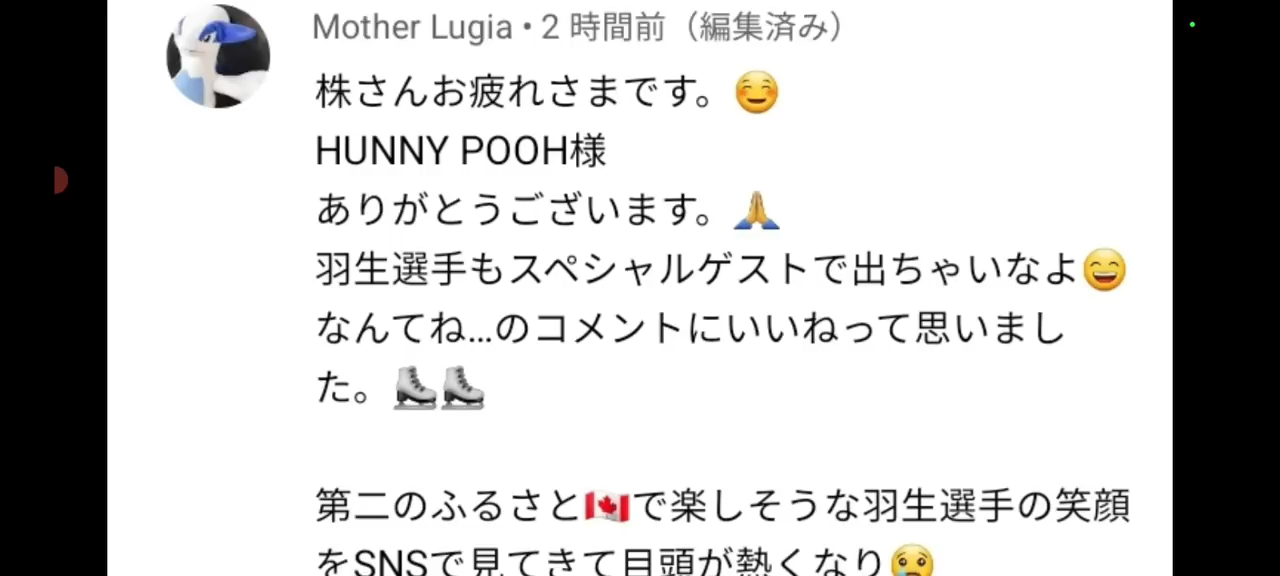 Mother Lugia • 2 時間前（編集済み）
株さんお疲れさまです。😊
HUNNY POOH様
ありがとうございます。🙏
羽生選手もスペシャルゲストで出ちゃいなよ😄
なんてね…のコメントにいいねって思いまし
た。⛸️⛸️
第二のふるさと🇨🇦で楽しそうな羽生選手の笑顔
をSNSで見てきて目頭が熱くなり😢